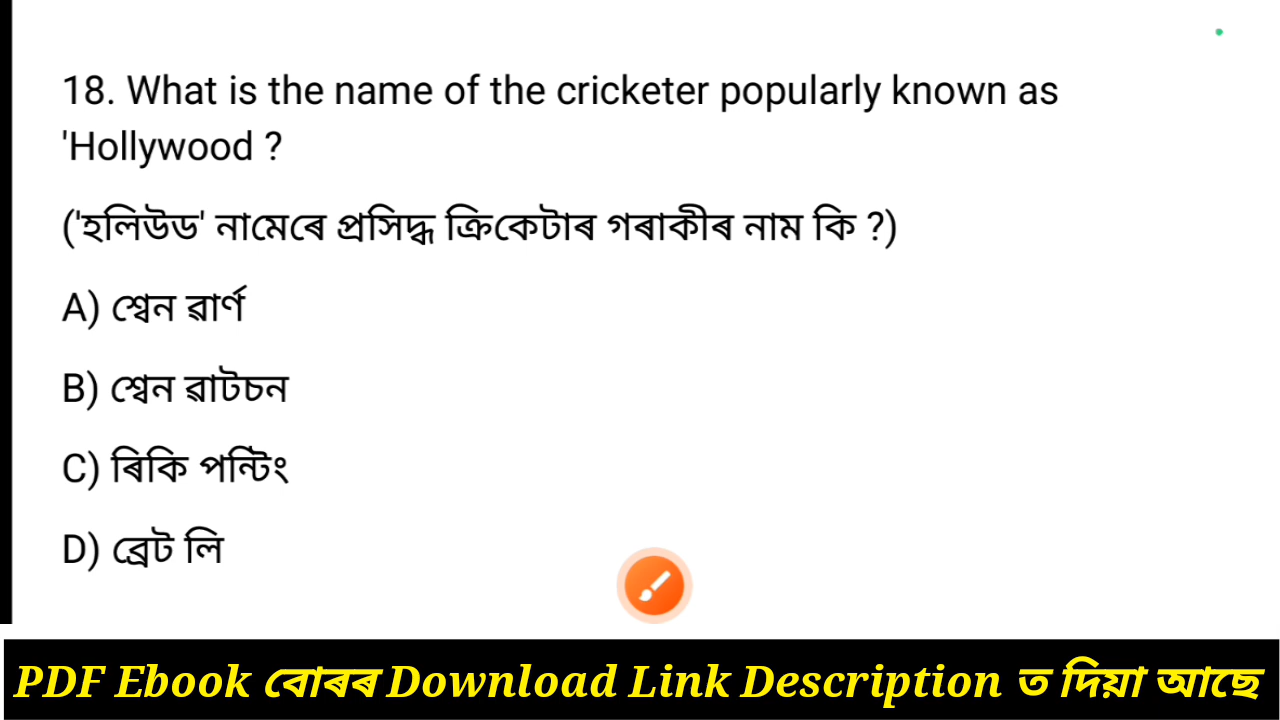 18. What is the name of the cricketer popularly known as
'Hollywood ?
('হলিউড' নামেৰে প্ৰসিদ্ধ ক্ৰিকেটাৰ গৰাকীৰ নাম কি ?)
A) শ্বেন ৱাৰ্ণ
B) শ্বেন ৱাটচন
C) ৰিকি পন্টিং
D) ব্ৰেট লি
PDF Ebook বোৰৰ Download Link Description ত দিয়া আছে